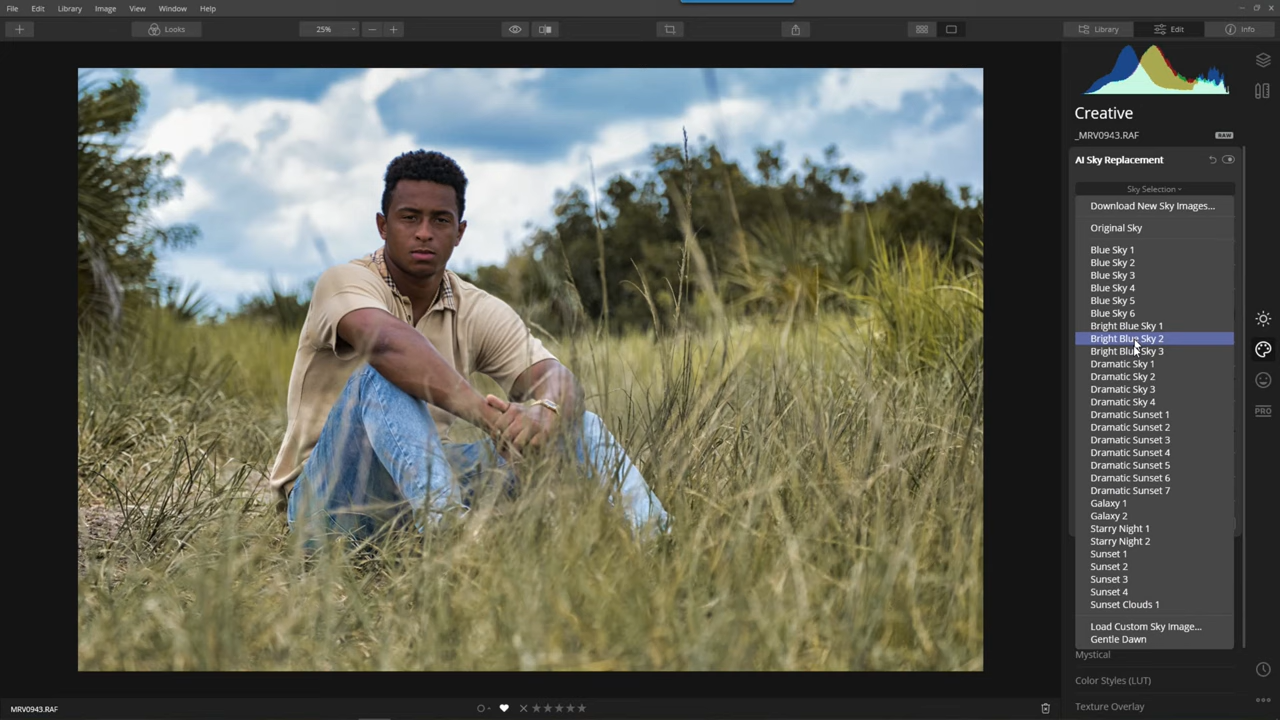 File Edit Library Image View Window Help
Looks
25%
Library
Edit
Info
Creative
_MRV0943.RAF
RAW
AI Sky Replacement
Sky Selection
Download New Sky Images...
Original Sky
Blue Sky 1
Blue Sky 2
Blue Sky 3
Blue Sky 4
Blue Sky 5
Blue Sky 6
Bright Blue Sky 1
Bright Blue Sky 2
Bright Blue Sky 3
Dramatic Sky 1
Dramatic Sky 2
Dramatic Sky 3
Dramatic Sky 4
Dramatic Sunset 1
Dramatic Sunset 2
Dramatic Sunset 3
Dramatic Sunset 4
Dramatic Sunset 5
Dramatic Sunset 6
Dramatic Sunset 7
Galaxy 1
Galaxy 2
Starry Night 1
Starry Night 2
Sunset 1
Sunset 2
Sunset 3
Sunset 4
Sunset Clouds 1
Load Custom Sky Image...
Gentle Dawn
Mystical
Color Styles (LUT)
Texture Overlay
PRO
MRV0943.RAF